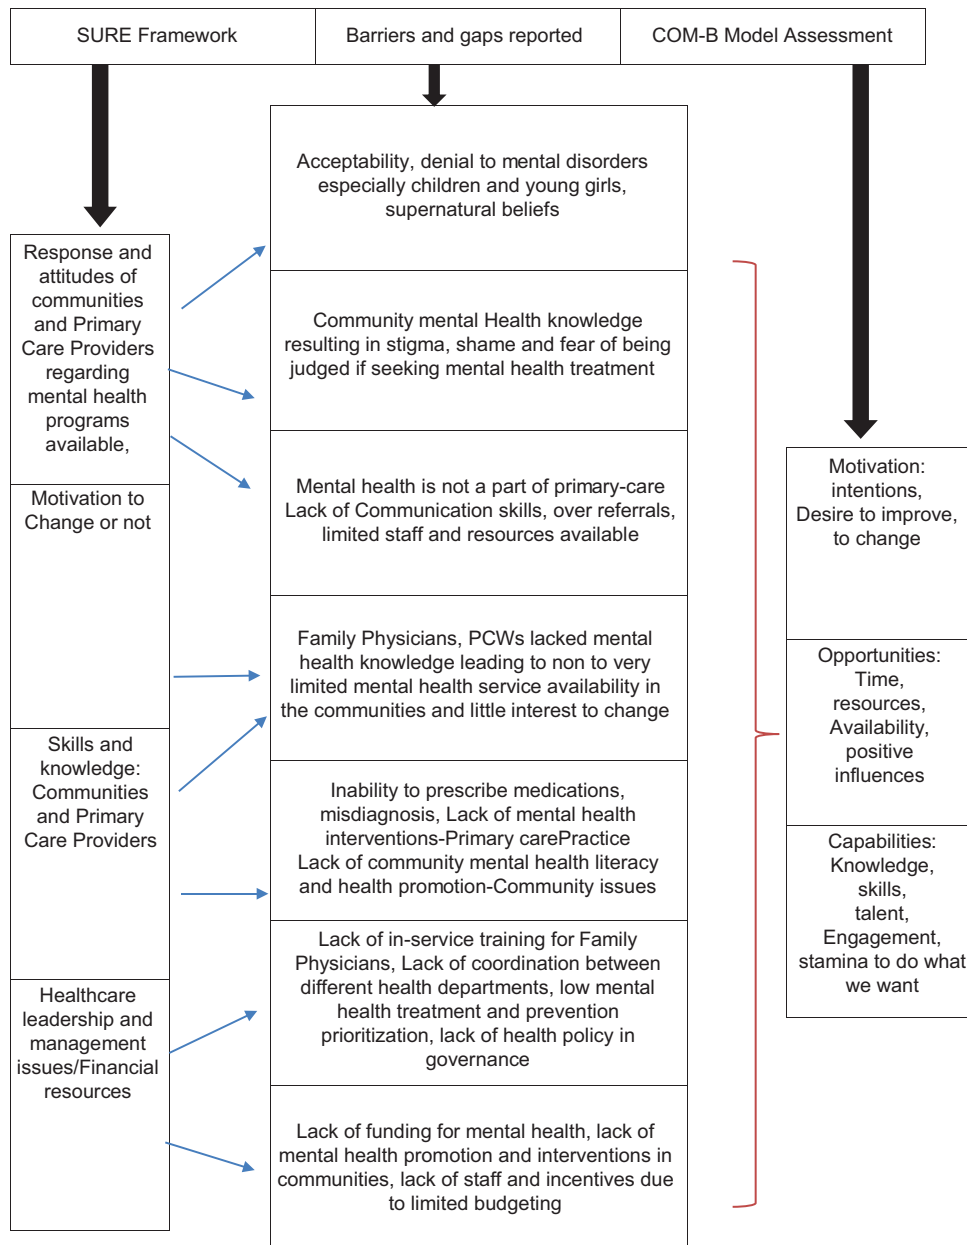 SURE Framework
Barriers and gaps reported
COM-B Model Assessment
Response and
attitudes of
communities
and Primary
Care Providers
regarding
mental health
programs
available,
Motivation to
Change or not
Skills and
knowledge:
Communities
and Primary
Care Providers
Healthcare
leadership and
management
issues/Financial
resources
Acceptability, denial to mental disorders
especially children and young girls,
supernatural beliefs
Community mental Health knowledge
resulting in stigma, shame and fear of being
judged if seeking mental health treatment
Mental health is not a part of primary-care
Lack of Communication skills, over referrals,
limited staff and resources available
Family Physicians, PCWs lacked mental
health knowledge leading to non to very
limited mental health service availability in
the communities and little interest to change
Inability to prescribe medications,
misdiagnosis, Lack of mental health
interventions-Primary carePractice
Lack of community mental health literacy
and health promotion-Community issues
Lack of in-service training for Family
Physicians, Lack of coordination between
different health departments, low mental
health treatment and prevention
prioritization, lack of health policy in
governance
Lack of funding for mental health, lack of
mental health promotion and interventions in
communities, lack of staff and incentives due
to limited budgeting
Motivation:
intentions,
Desire to improve,
to change
Opportunities:
Time,
resources,
Availability,
positive
influences
Capabilities:
Knowledge,
skills,
talent,
Engagement,
stamina to do what
we want